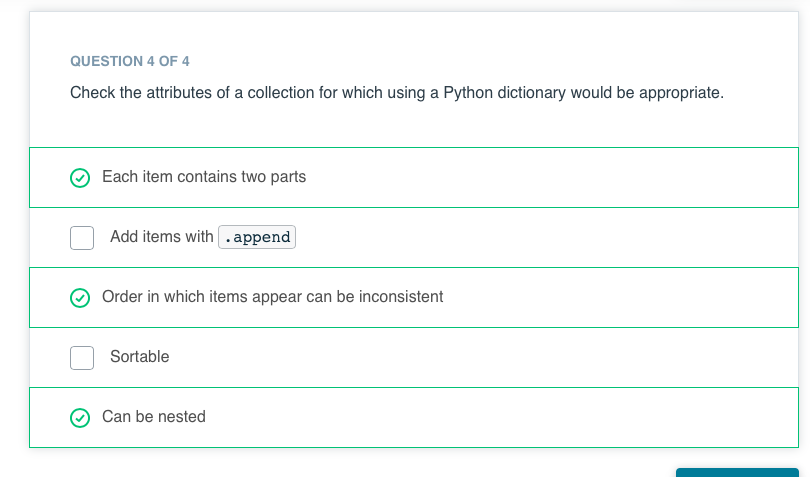 QUESTION 4 OF 4
Check the attributes of a collection for which using a Python dictionary would be appropriate.
Each item contains two parts
Add items with .append
Order in which items appear can be inconsistent
Sortable
Can be nested